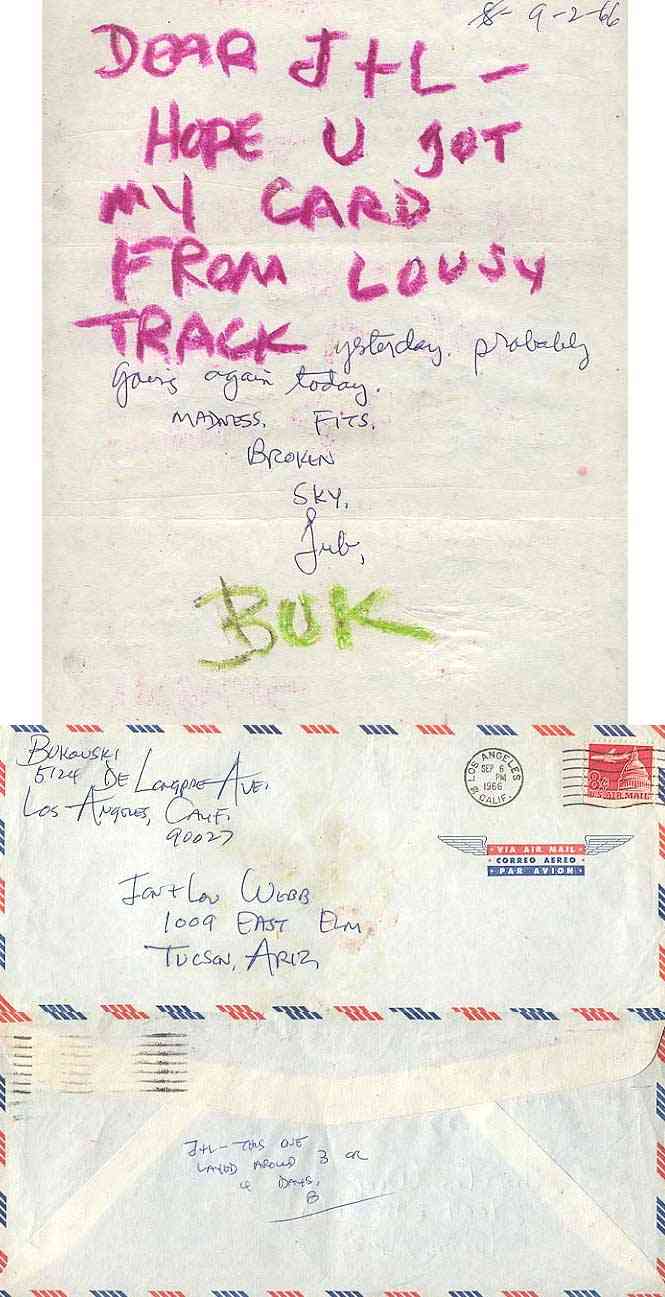 9-2-66
DEAR J+L -
HOPE U GOT
MY CARD
FROM LOUSY
TRACK yesterday. probably
going again today.
MADNESS. FITS.
BROKEN
SKY,
BUK
BUKOWSKI
5124 DE LONGPRE AVE.
LOS ANGELES, CALIF.
90027
LOS ANGELES
SEP 6
PM
1966
CALIF.
8¢
U.S. AIR MAIL
VIA AIR MAIL
CORREO AEREO
PAR AVION
JON + LOU WEBB
1009 EAST ELM
TUCSON, ARIZ,
J+L - THIS ONE
LAYED AROUND 3 OR
4 DAYS.
B